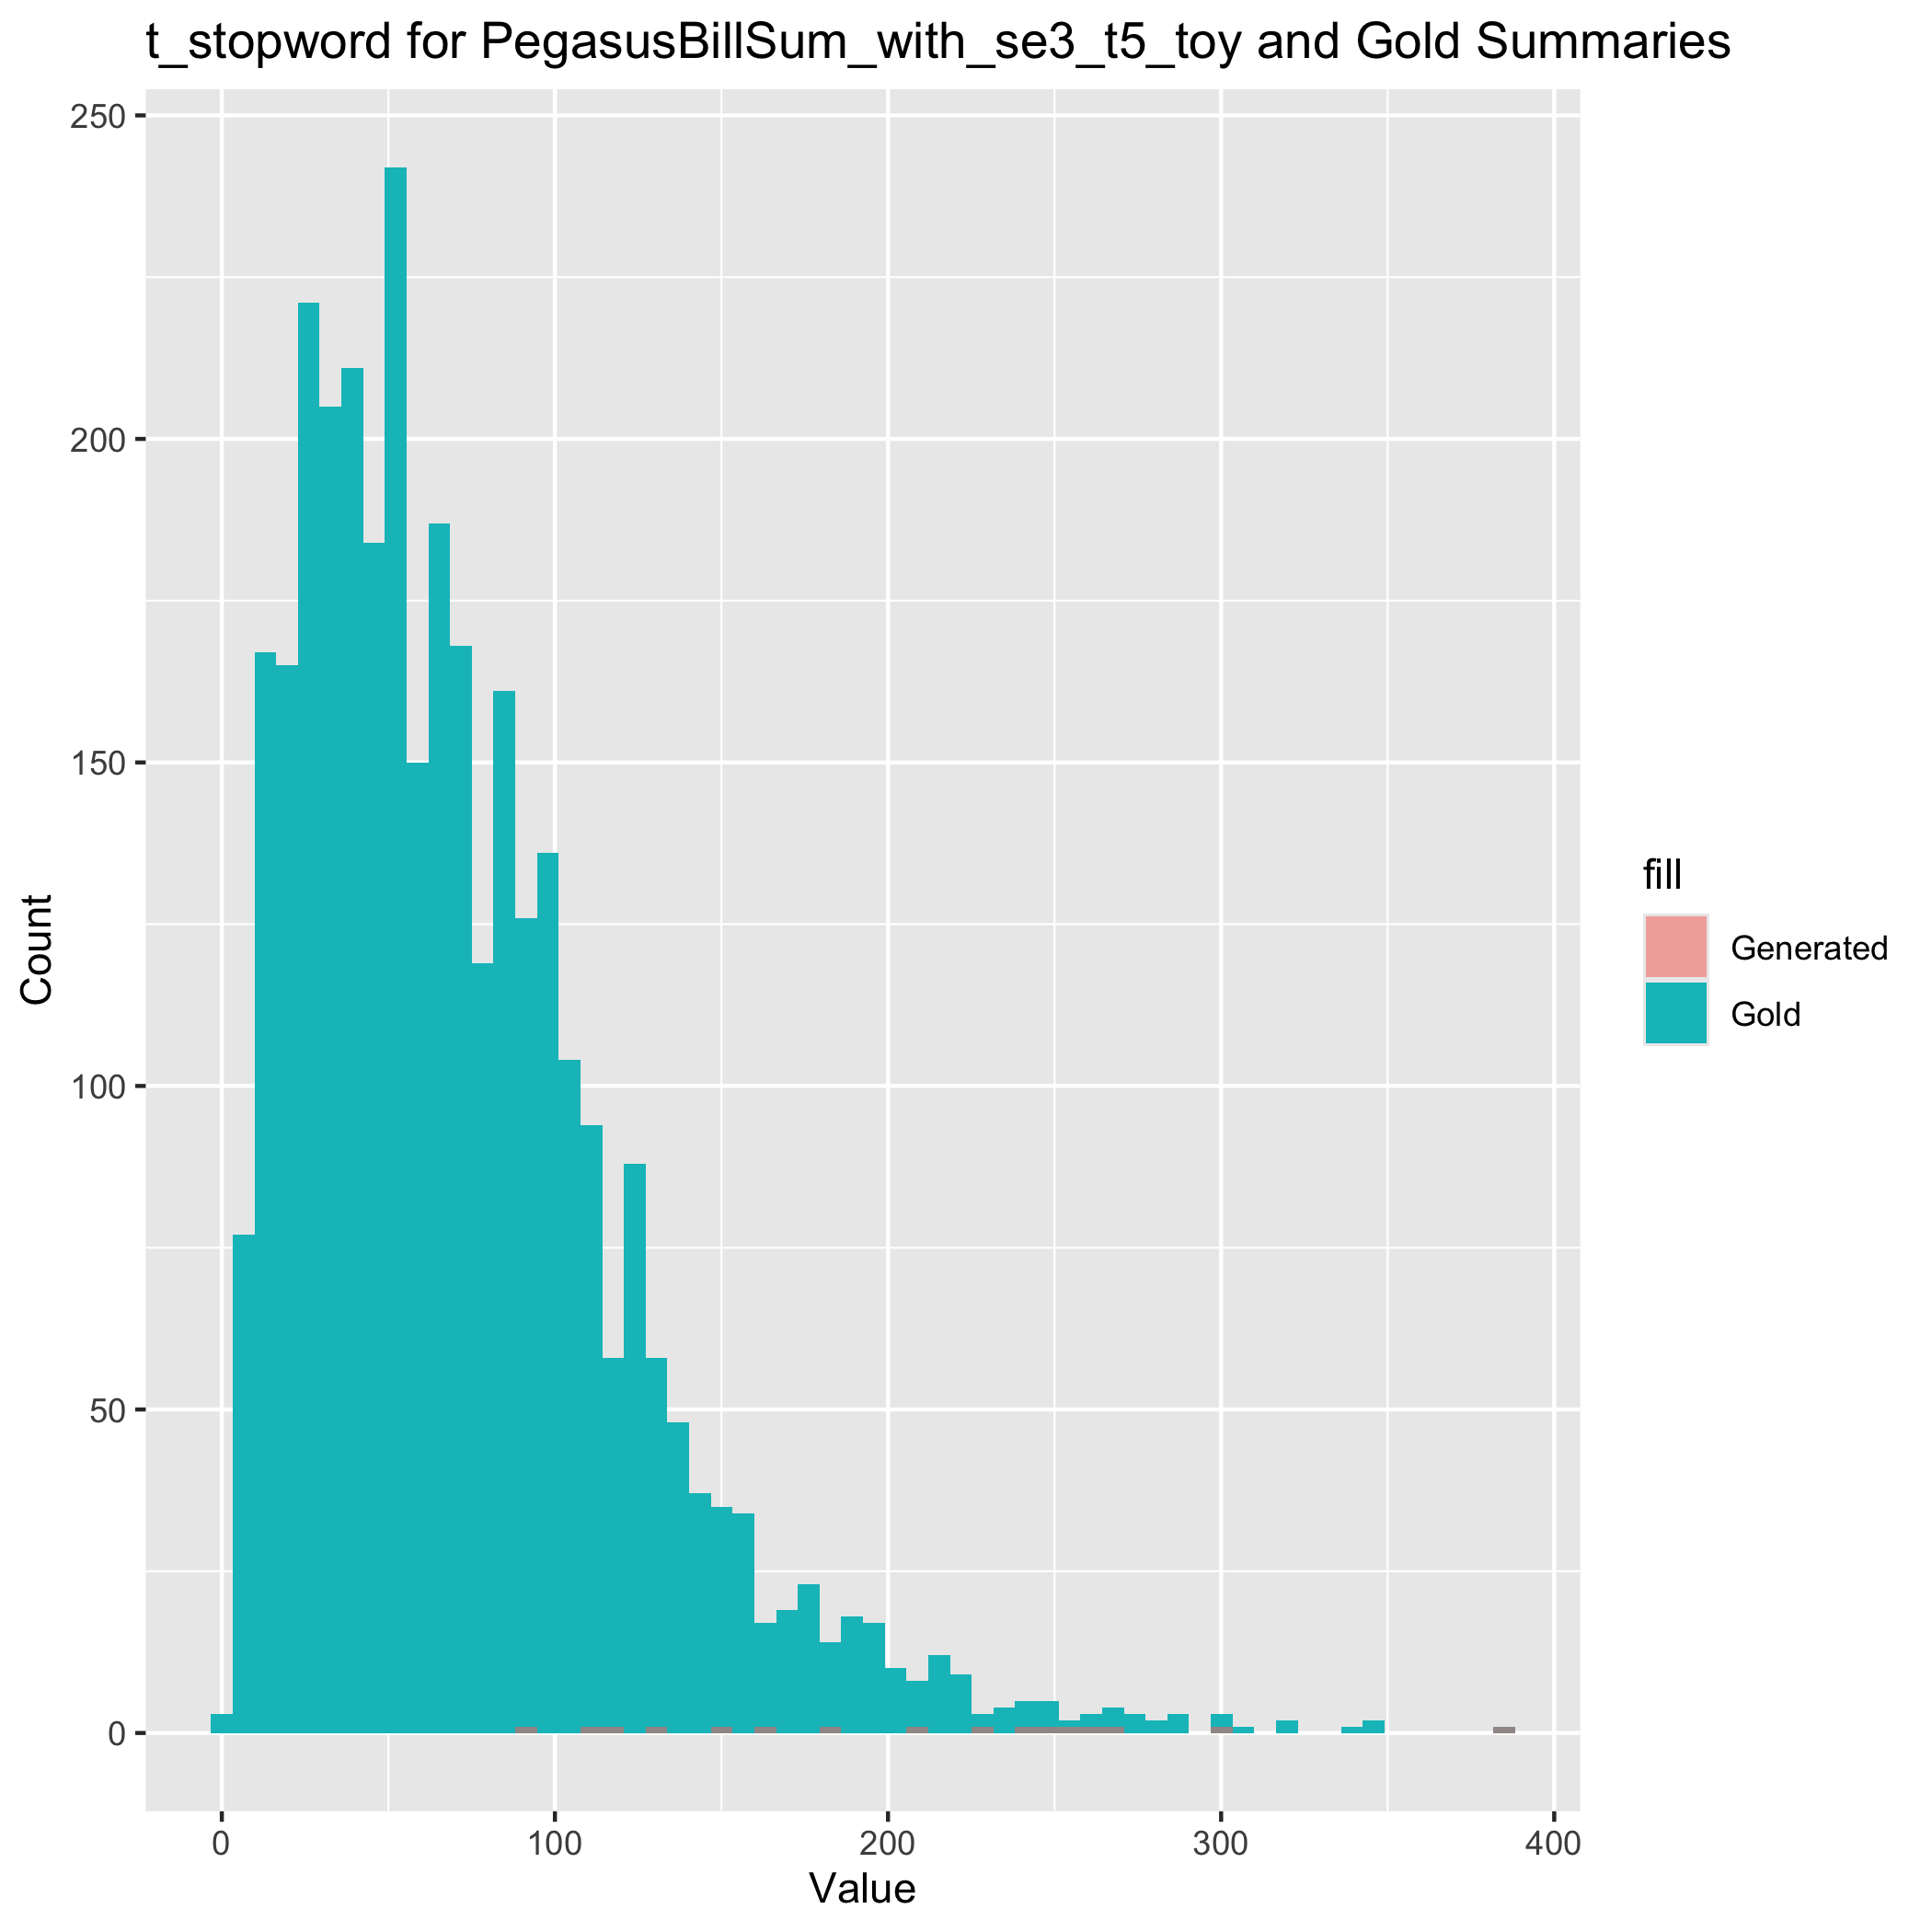 t_stopword for PegasusBillSum_with_se3_t5_toy and Gold Summaries
250
200
150
100
50
0
Count
0 100 200 300 400
Value
fill
Generated
Gold